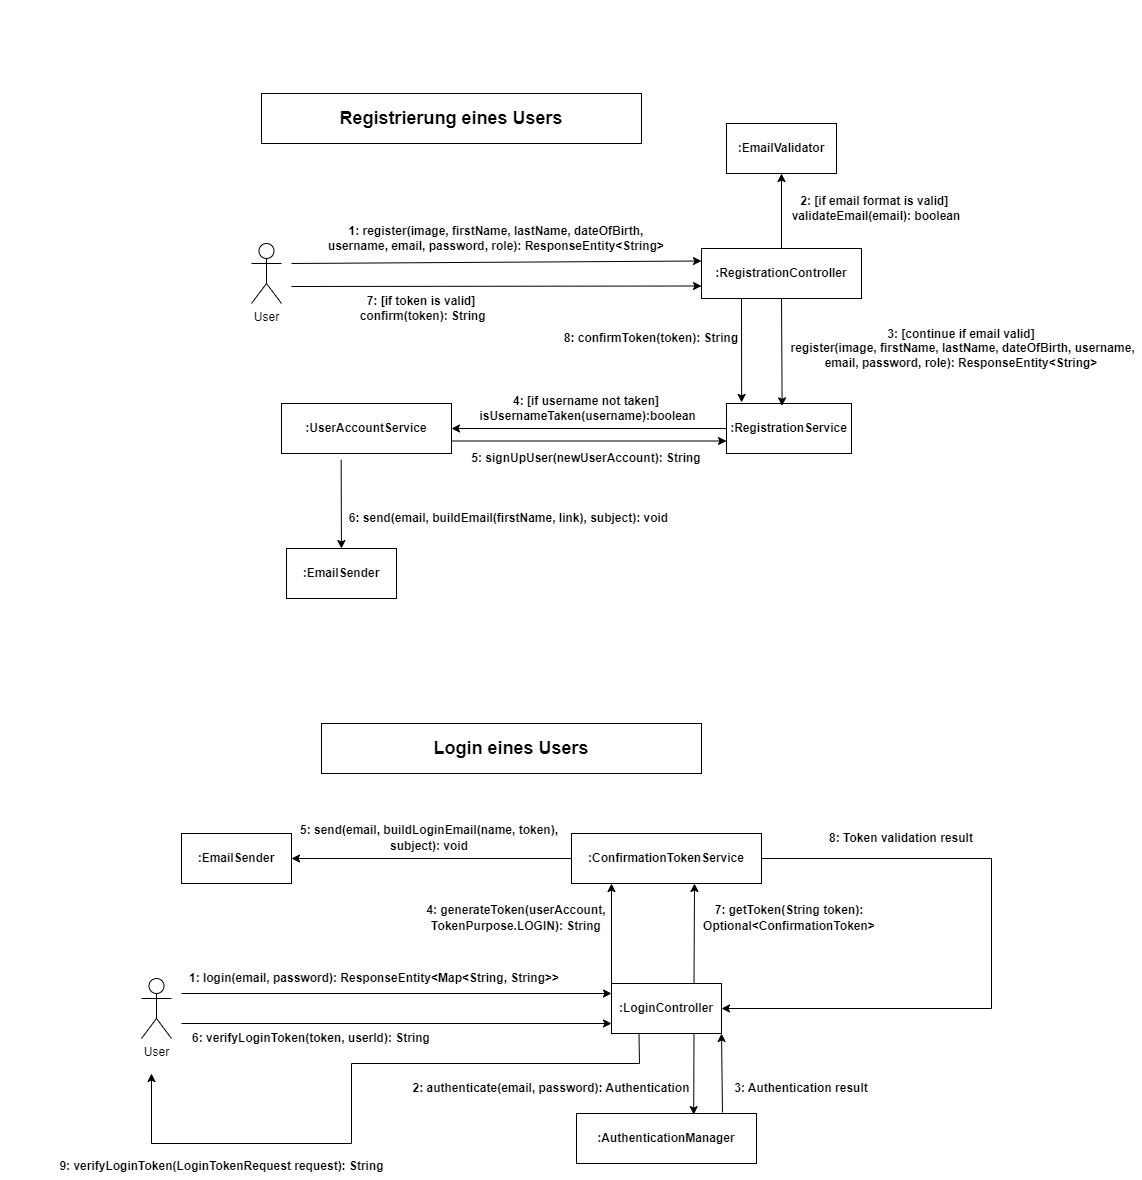 Registrierung eines Users
:EmailValidator
2: [if email format is valid]
validateEmail(email): boolean
1: register(image, firstName, lastName, dateOfBirth,
username, email, password, role): ResponseEntity<String>
:RegistrationController
7: [if token is valid]
confirm(token): String
User
8: confirmToken(token): String
3: [continue if email valid]
register(image, firstName, lastName, dateOfBirth, username,
email, password, role): ResponseEntity<String>
4: [if username not taken]
isUsernameTaken(username):boolean
:UserAccountService
:RegistrationService
5: signUpUser(newUserAccount): String
6: send(email, buildEmail(firstName, link), subject): void
:EmailSender
Login eines Users
5: send(email, buildLoginEmail(name, token),
subject): void
8: Token validation result
:EmailSender
:ConfirmationTokenService
4: generateToken(userAccount,
TokenPurpose.LOGIN): String
7: getToken(String token):
Optional<ConfirmationToken>
1: login(email, password): ResponseEntity<Map<String, String>>
:LoginController
6: verifyLoginToken(token, userId): String
User
2: authenticate(email, password): Authentication
3: Authentication result
:AuthenticationManager
9: verifyLoginToken(LoginTokenRequest request): String